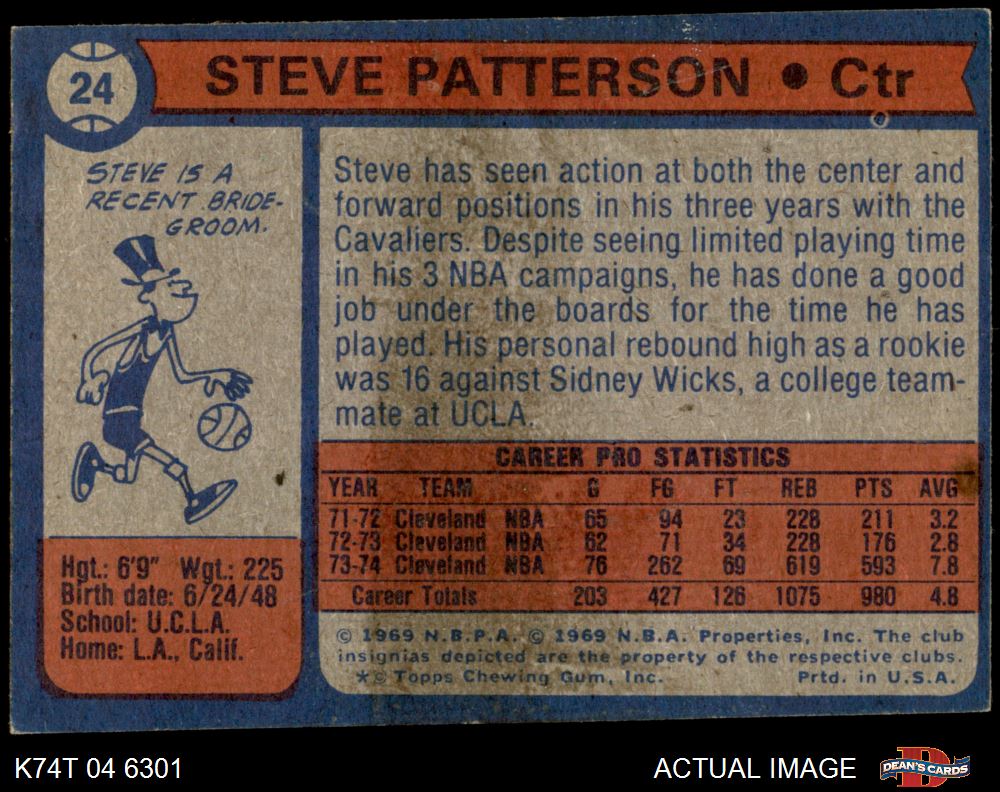 24
STEVE PATTERSON • Ctr
STEVE IS A
RECENT BRIDE-
GROOM.
Steve has seen action at both the center and
forward positions in his three years with the
Cavaliers. Despite seeing limited playing time
in his 3 NBA campaigns, he has done a good
job under the boards for the time he has
played. His personal rebound high as a rookie
was 16 against Sidney Wicks, a college team-
mate at UCLA.
CAREER PRO STATISTICS
YEAR TEAM G FG FT REB PTS AVG
71-72 Cleveland NBA 65 94 23 228 211 3.2
72-73 Cleveland NBA 62 71 34 228 176 2.8
73-74 Cleveland NBA 76 262 69 619 593 7.8
Career Totals 203 427 126 1075 980 4.8
Hgt.: 6'9" Wgt.: 225
Birth date: 6/24/48
School: U.C.L.A.
Home: L.A., Calif.
© 1969 N.B.P.A. © 1969 N.B.A. Properties, Inc. The club
insignias depicted are the property of the respective clubs.
*© Topps Chewing Gum, Inc. Prtd. in U.S.A.
K74T 04 6301
ACTUAL IMAGE
D
DEAN'S CARDS